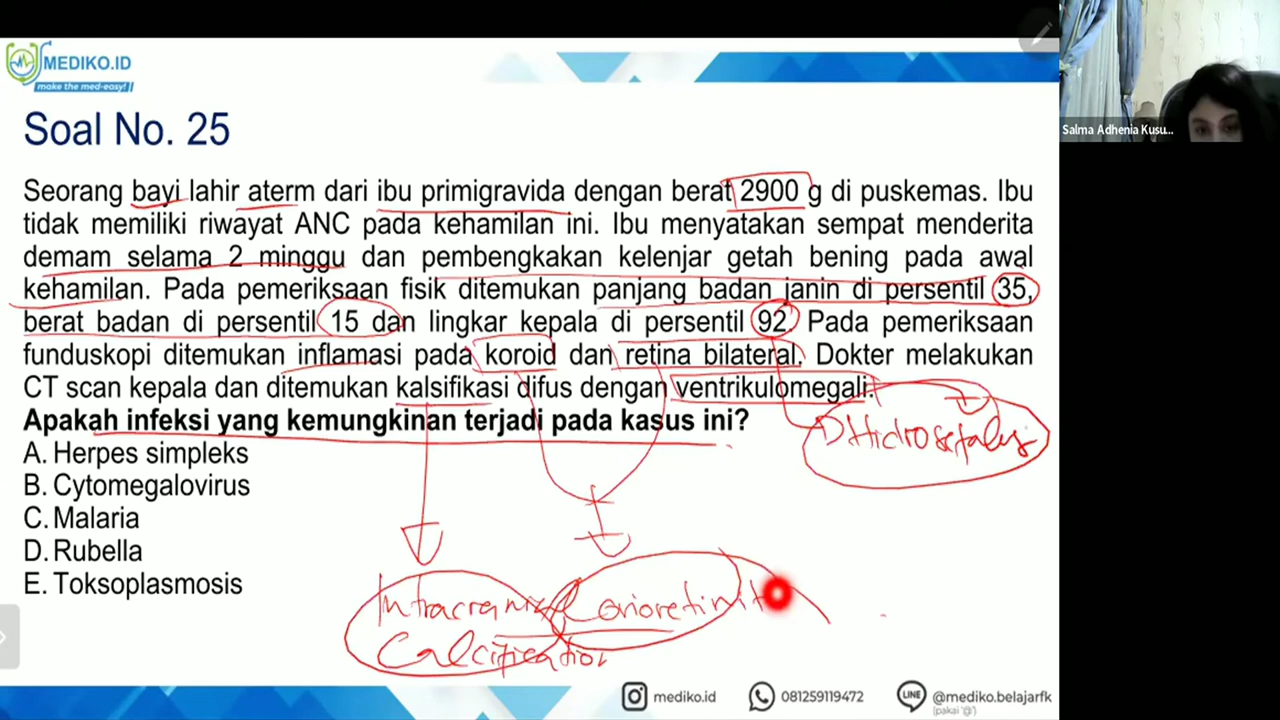 MEDIKO.ID
make the med-easy!
Soal No. 25
Seorang bayi lahir aterm dari ibu primigravida dengan berat 2900 g di puskemas. Ibu
tidak memiliki riwayat ANC pada kehamilan ini. Ibu menyatakan sempat menderita
demam selama 2 minggu dan pembengkakan kelenjar getah bening pada awal
kehamilan. Pada pemeriksaan fisik ditemukan panjang badan janin di persentil 35,
berat badan di persentil 15 dan lingkar kepala di persentil 92. Pada pemeriksaan
funduskopi ditemukan inflamasi pada koroid dan retina bilateral. Dokter melakukan
CT scan kepala dan ditemukan kalsifikasi difus dengan ventrikulomegali.
Apakah infeksi yang kemungkinan terjadi pada kasus ini?
A. Herpes simpleks
B. Cytomegalovirus
C. Malaria
D. Rubella
E. Toksoplasmosis
Hidrosefalus
Intracranial
Calcification
Corioretinit
mediko.id
081259119472
LINE
@mediko.belajarfk
(pakai '@')
Salma Adhenia Kusu...